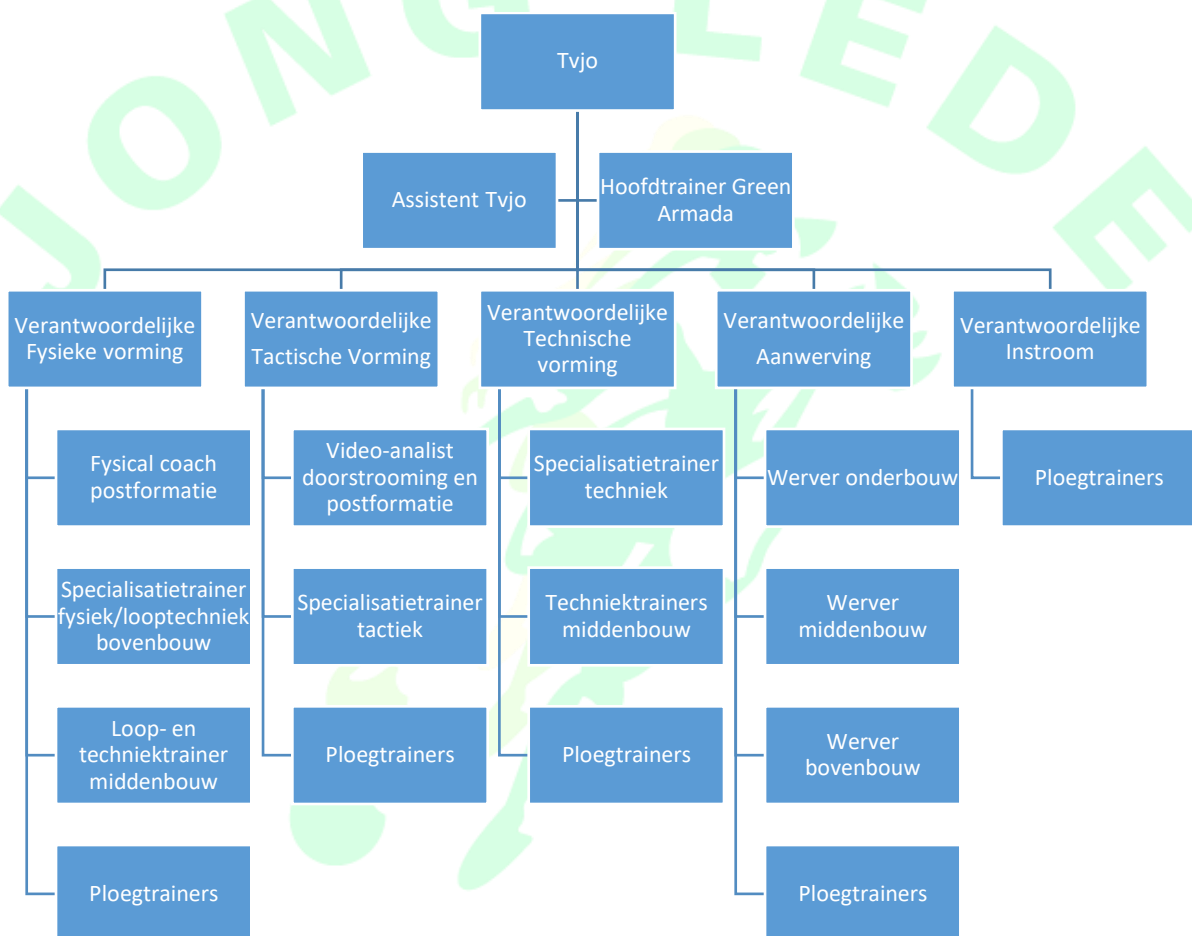 JONG LEDE
Tvjo
Assistent Tvjo
Hoofdtrainer Green
Armada
Verantwoordelijke
Fysieke vorming
Verantwoordelijke
Tactische Vorming
Verantwoordelijke
Technische
vorming
Verantwoordelijke
Aanwerving
Verantwoordelijke
Instroom
Fysical coach
postformatie
Video-analist
doorstrooming en
postformatie
Specialisatietrainer
techniek
Werver onderbouw
Ploegtrainers
Specialisatietrainer
fysiek/looptechniek
bovenbouw
Specialisatietrainer
tactiek
Techniektrainers
middenbouw
Werver
middenbouw
Loop- en
techniektrainer
middenbouw
Ploegtrainers
Ploegtrainers
Werver
bovenbouw
Ploegtrainers
Ploegtrainers